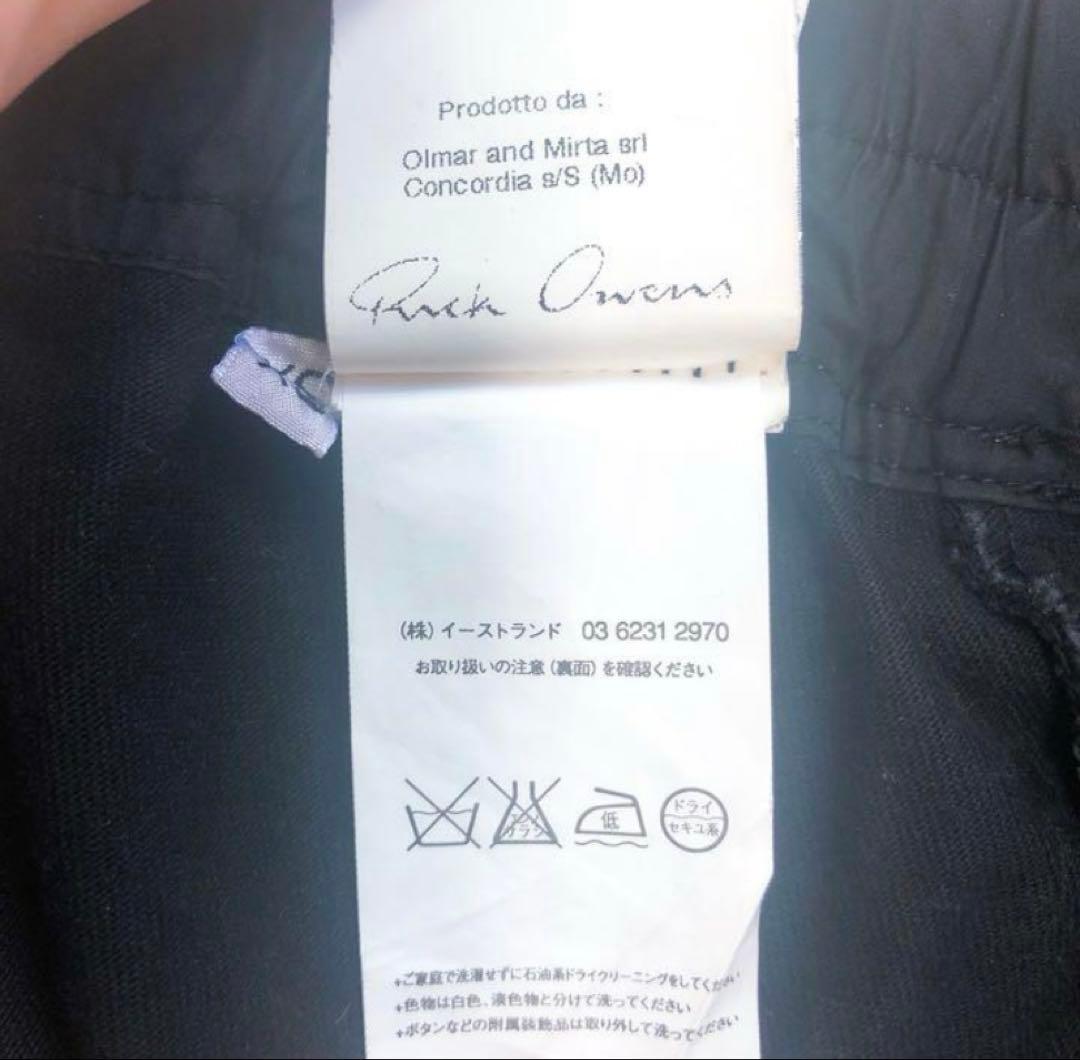 Prodotto da :
Olmar and Mirta srl
Concordia s/S (Mo)
Rick Owens
(株) イーストランド 03 6231 2970
お取り扱いの注意 (裏面) を確認ください
低
ドライ
セキユ系
+ご家庭で洗濯せずに石油系ドライクリーニングをしてください
+色物は白色、淡色物と分けて洗ってください
+ボタンなどの附属装飾品は取り外して洗ってください